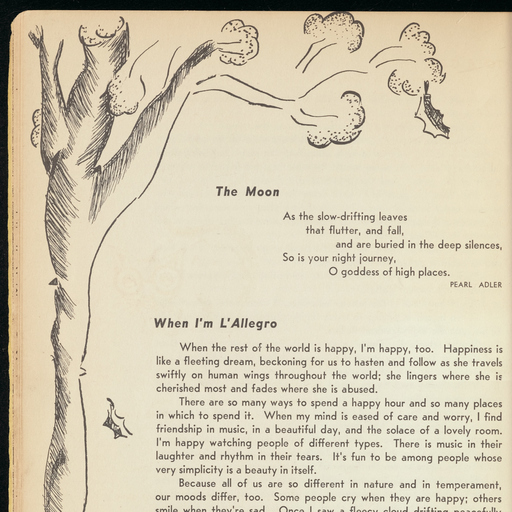 The Moon
As the slow-drifting leaves
that flutter, and fall,
and are buried in the deep silences,
So is your night journey,
O goddess of high places.
PEARL ADLER
When I'm L'Allegro
When the rest of the world is happy, I'm happy, too. Happiness is
like a fleeting dream, beckoning for us to hasten and follow as she travels
swiftly on human wings throughout the world; she lingers where she is
cherished most and fades where she is abused.
There are so many ways to spend a happy hour and so many places
in which to spend it. When my mind is eased of care and worry, I find
friendship in music, in a beautiful day, and the solace of a lovely room.
I'm happy watching people of different types. There is music in their
laughter and rhythm in their tears. It's fun to be among people whose
very simplicity is a beauty in itself.
Because all of us are so different in nature and in temperament,
our moods differ, too. Some people cry when they are happy; others
smile when they're sad. Once I saw a fleecy cloud drifting peacefully